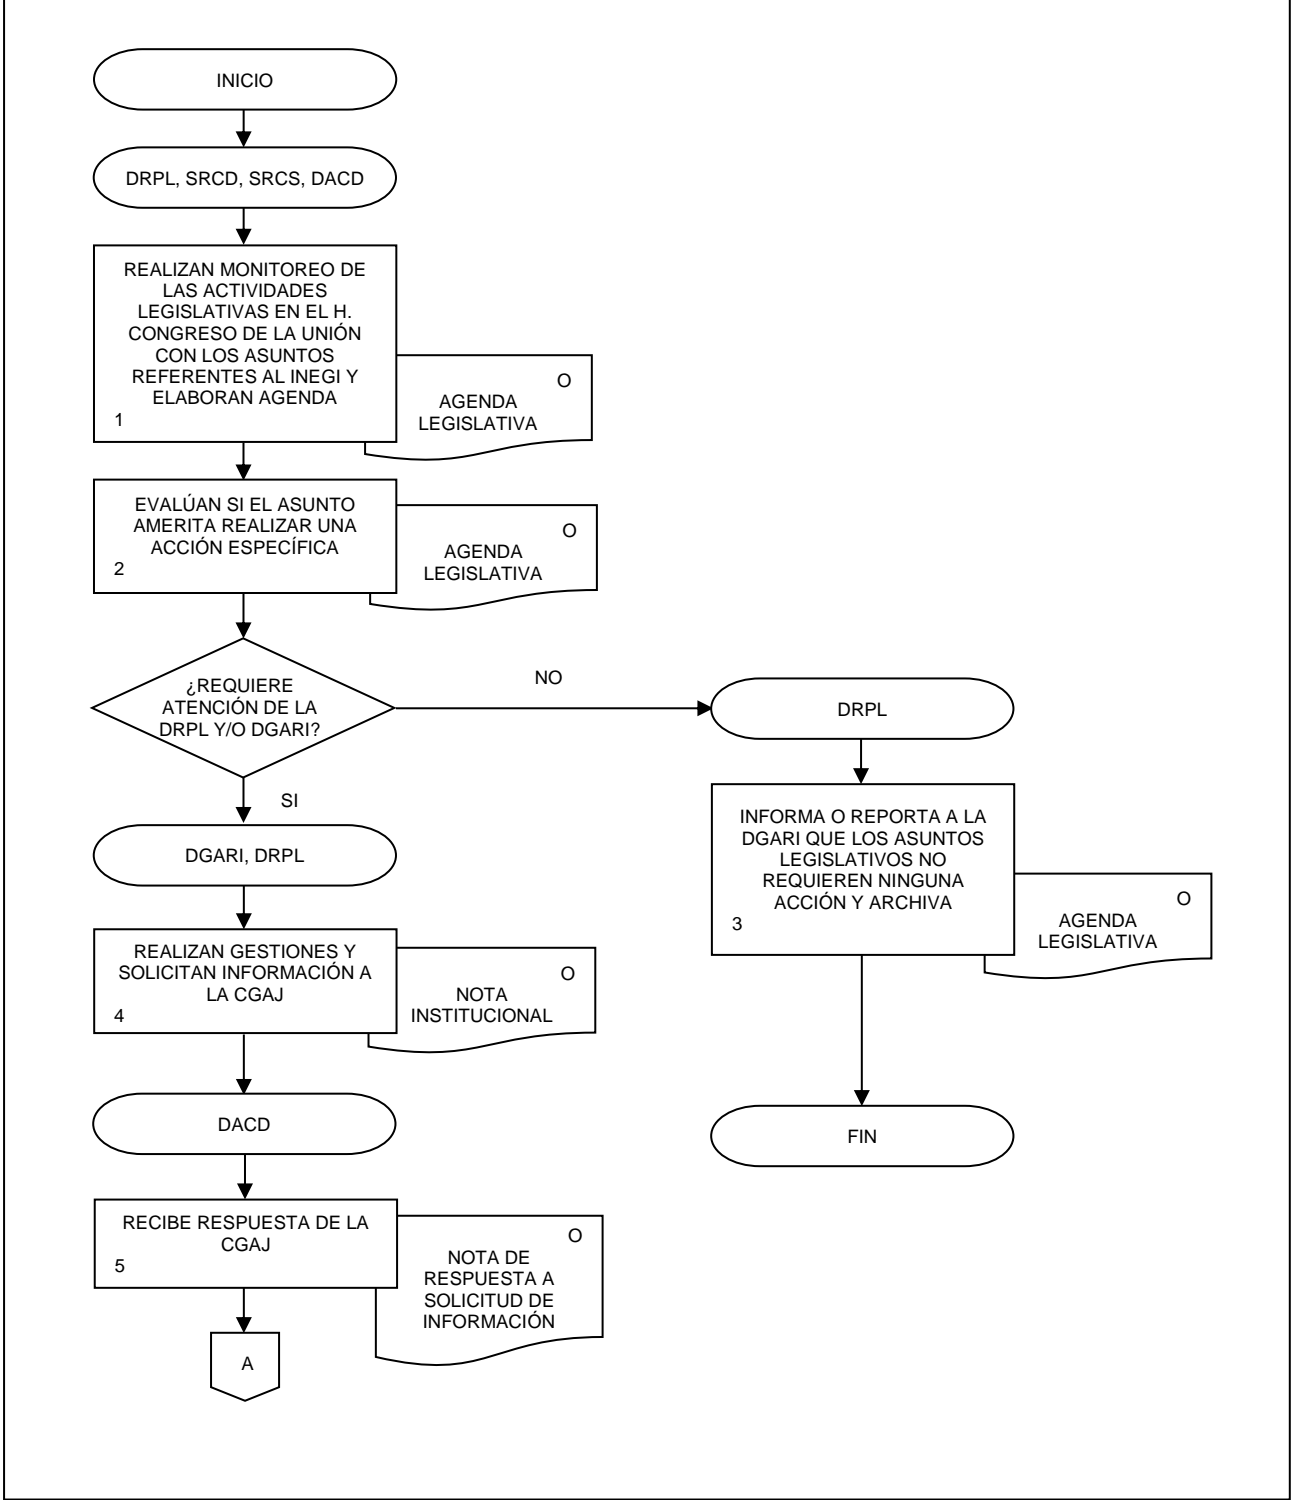 INICIO
DRPL, SRCD, SRCS, DACD
REALIZAN MONITOREO DE
LAS ACTIVIDADES
LEGISLATIVAS EN EL H.
CONGRESO DE LA UNIÓN
CON LOS ASUNTOS
REFERENTES AL INEGI Y
ELABORAN AGENDA
1
O
AGENDA
LEGISLATIVA
EVALÚAN SI EL ASUNTO
AMERITA REALIZAR UNA
ACCIÓN ESPECÍFICA
2
O
AGENDA
LEGISLATIVA
¿REQUIERE
ATENCIÓN DE LA
DRPL Y/O DGARI?
NO
DRPL
INFORMA O REPORTA A LA
DGARI QUE LOS ASUNTOS
LEGISLATIVOS NO
REQUIEREN NINGUNA
ACCIÓN Y ARCHIVA
3
O
AGENDA
LEGISLATIVA
FIN
SI
DGARI, DRPL
REALIZAN GESTIONES Y
SOLICITAN INFORMACIÓN A
LA CGAJ
4
O
NOTA
INSTITUCIONAL
DACD
RECIBE RESPUESTA DE LA
CGAJ
5
O
NOTA DE
RESPUESTA A
SOLICITUD DE
INFORMACIÓN
A